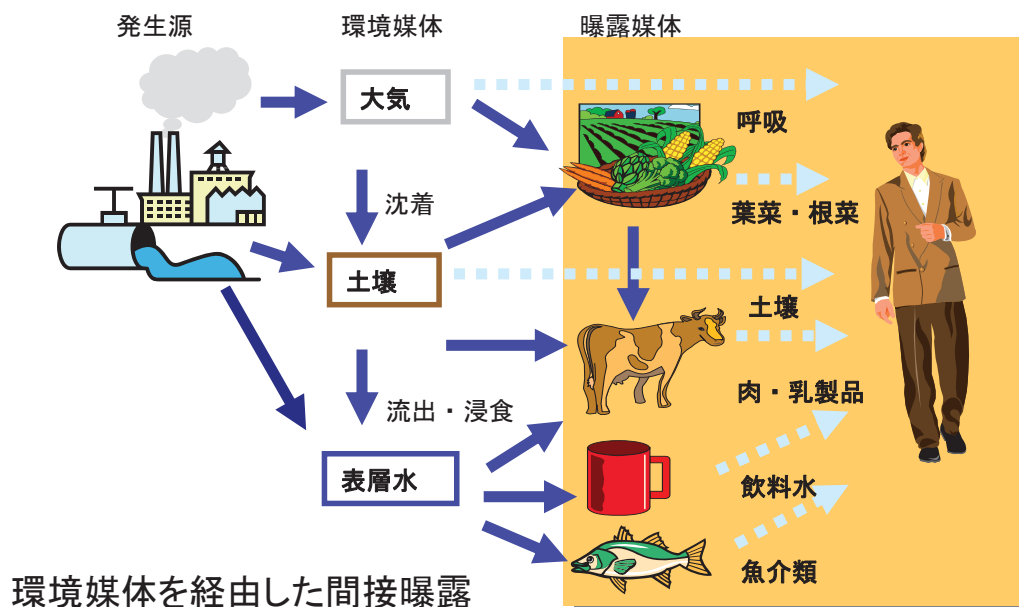 発生源
環境媒体
曝露媒体
大気
呼吸
沈着
葉菜・根菜
土壌
土壌
肉・乳製品
流出・浸食
表層水
飲料水
魚介類
環境媒体を経由した間接曝露